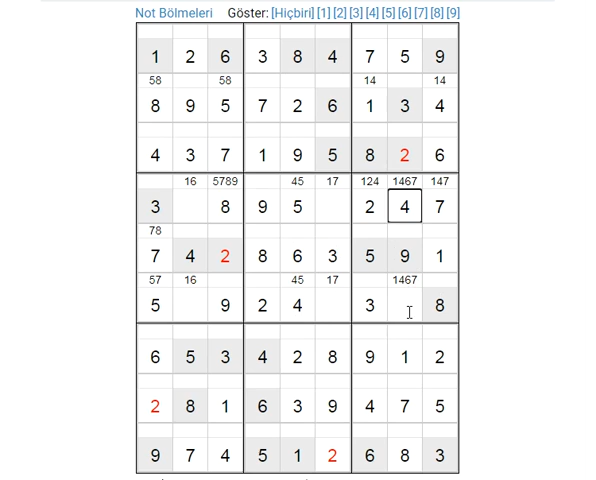 Not Bölmeleri Göster: [Hiçbiri] [1] [2] [3] [4] [5] [6] [7] [8] [9]
1 2 6 3 8 4 7 5 9
58 58 14 14
8 9 5 7 2 6 1 3 4
4 3 7 1 9 5 8 2 6
16 5789 45 17 124 1467 147
3 8 9 5 2 4 7
78
7 4 2 8 6 3 5 9 1
57 16 45 17 1467
5 9 2 4 3 8
6 5 3 4 2 8 9 1 2
2 8 1 6 3 9 4 7 5
9 7 4 5 1 2 6 8 3